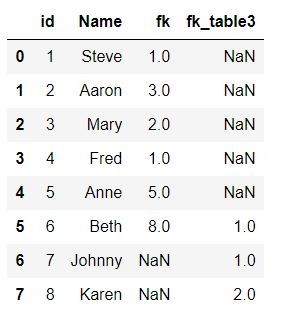 id Name fk fk_table3
0 1 Steve 1.0 NaN
1 2 Aaron 3.0 NaN
2 3 Mary 2.0 NaN
3 4 Fred 1.0 NaN
4 5 Anne 5.0 NaN
5 6 Beth 8.0 1.0
6 7 Johnny NaN 1.0
7 8 Karen NaN 2.0